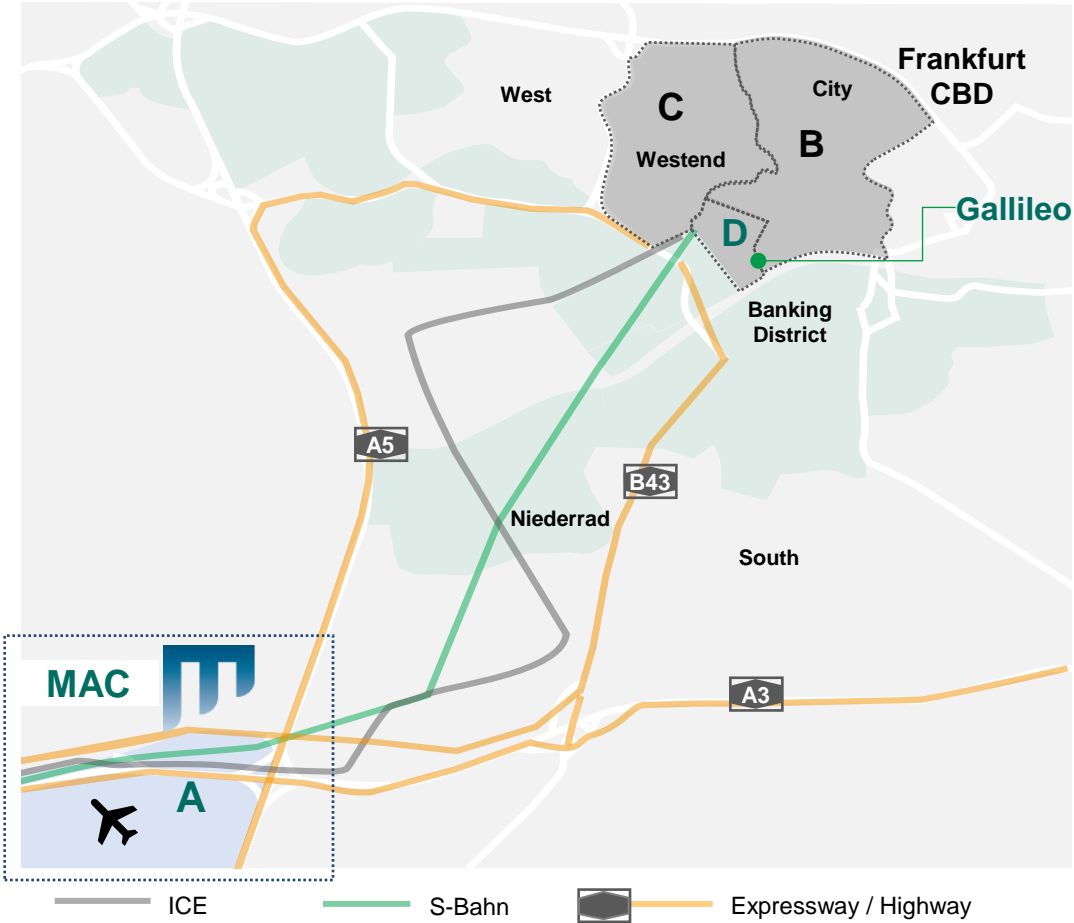 Frankfurt
CBD
West
City
C
B
Westend
Gallileo
D
Banking
District
A5
B43
Niederrad
South
MAC
A3
A
ICE
S-Bahn
Expressway / Highway